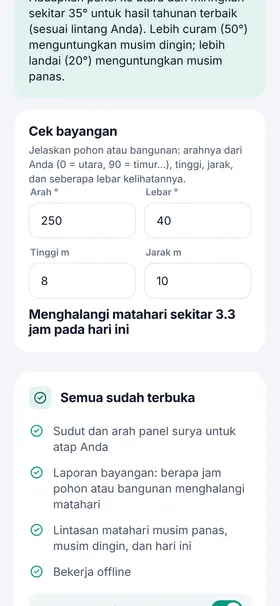 sekitar 35° untuk hasil tahunan terbaik
(sesuai lintang Anda). Lebih curam (50°)
menguntungkan musim dingin; lebih
landai (20°) menguntungkan musim
panas.
Cek bayangan
Jelaskan pohon atau bangunan: arahnya dari
Anda (0 = utara, 90 = timur...), tinggi, jarak,
dan seberapa lebar kelihatannya.
Arah °
Lebar °
250
40
Tinggi m
Jarak m
8
10
Menghalangi matahari sekitar 3.3
jam pada hari ini
Semua sudah terbuka
Sudut dan arah panel surya untuk
atap Anda
Laporan bayangan: berapa jam
pohon atau bangunan menghalangi
matahari
Lintasan matahari musim panas,
musim dingin, dan hari ini
Bekerja offline